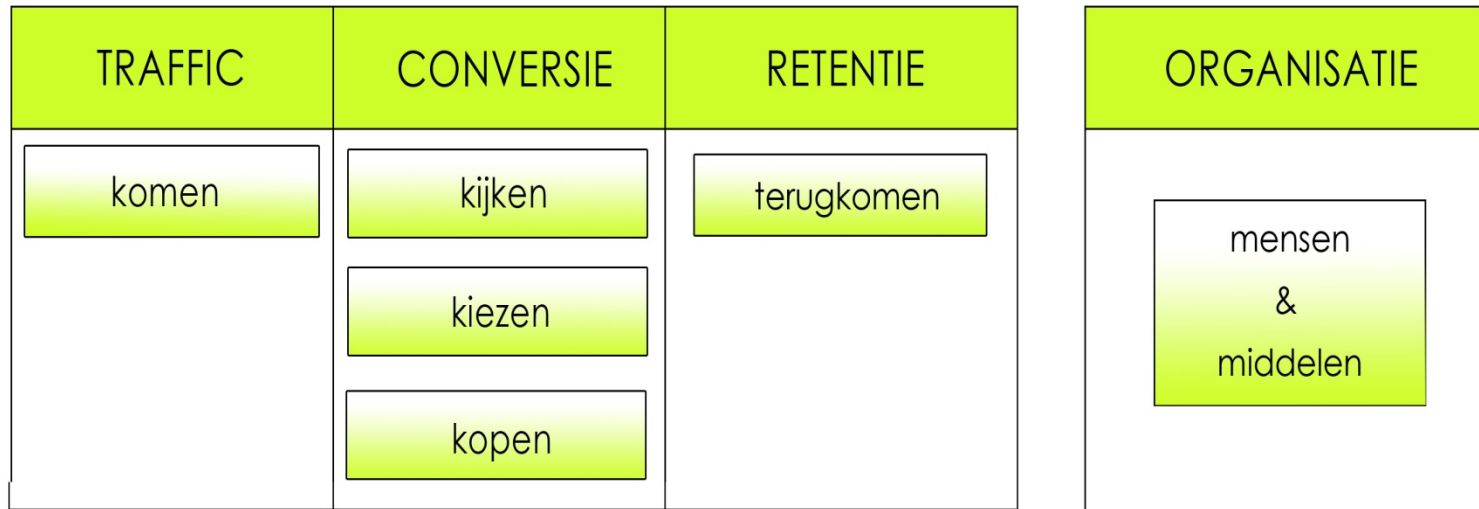 TRAFFIC
komen
CONVERSIE
kijken
kiezen
kopen
RETENTIE
terugkomen
ORGANISATIE
mensen
&
middelen